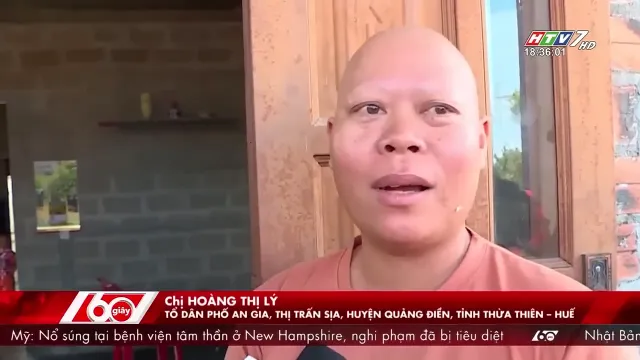 HTV7 HD
18:36:01
60 giây
Chị HOÀNG THỊ LÝ
TỔ DÂN PHỐ AN GIA, THỊ TRẤN SỊA, HUYỆN QUẢNG ĐIỀN, TỈNH THỪA THIÊN – HUẾ
Mỹ: Nổ súng tại bệnh viện tâm thần ở New Hampshire, nghi phạm đã bị tiêu diệt 60 Nhật Bản